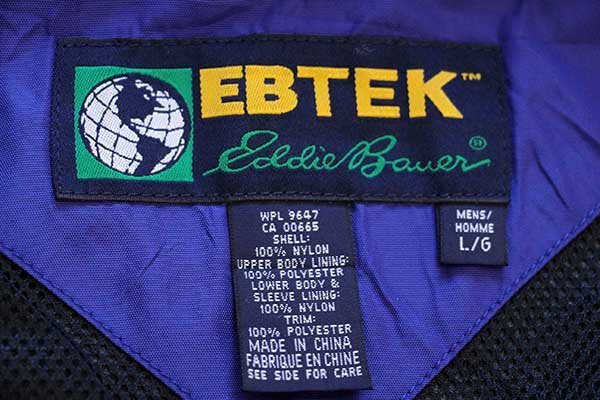 EBTEK™
Eddie Bauer®
WPL 9647
CA 00665
SHELL:
100% NYLON
UPPER BODY LINING:
100% POLYESTER
LOWER BODY &
SLEEVE LINING:
100% NYLON
TRIM:
100% POLYESTER
MADE IN CHINA
FABRIQUE EN CHINE
SEE SIDE FOR CARE
MENS/
HOMME
L/G